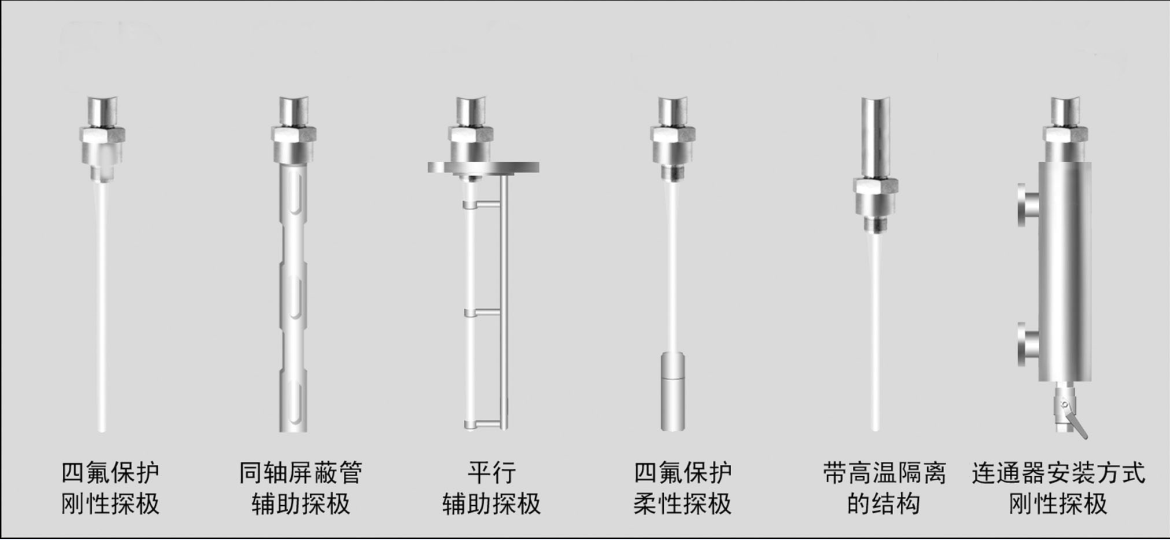 四氟保护
刚性探极
同轴屏蔽管
辅助探极
平行
辅助探极
四氟保护
柔性探极
带高温隔离
的结构
连通器安装方式
刚性探极